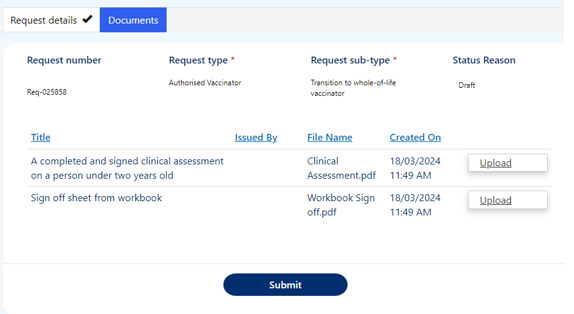 Request details ✔ Documents
Request number Request type * Request sub-type * Status Reason
Req-025858 Authorised Vaccinator Transition to whole-of-life Draft
vaccinator
Title Issued By File Name Created On
A completed and signed clinical assessment Clinical 18/03/2024 Upload
on a person under two years old Assessment.pdf 11:49 AM
Sign off sheet from workbook Workbook Sign 18/03/2024 Upload
off.pdf 11:49 AM
Submit